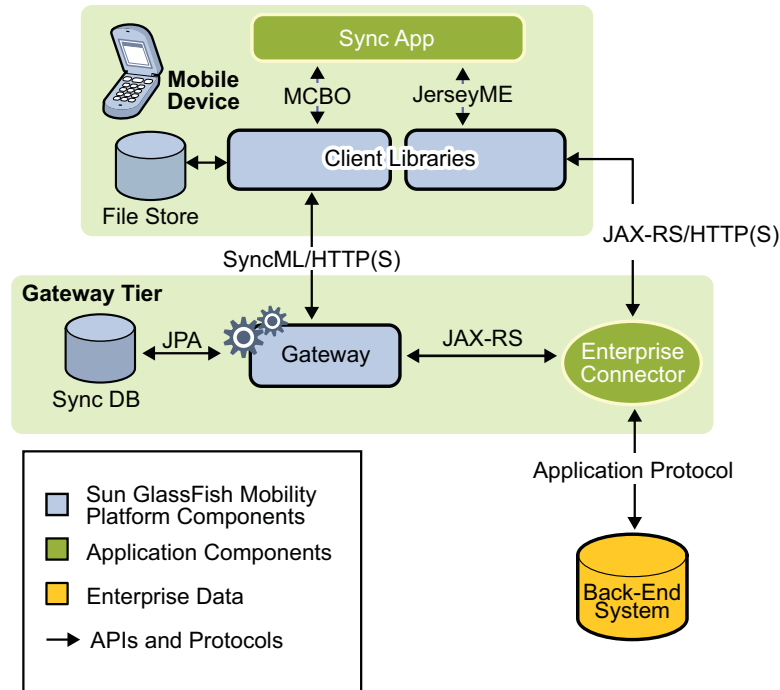 Sync App
Mobile
Device
MCBO
JerseyME
Client Libraries
File Store
JAX-RS/HTTP(S)
SyncML/HTTP(S)
Gateway Tier
JPA
Gateway
JAX-RS
Enterprise
Connector
Sync DB
Application Protocol
Sun GlassFish Mobility
Platform Components
Application Components
Enterprise Data
APIs and Protocols
Back-End
System